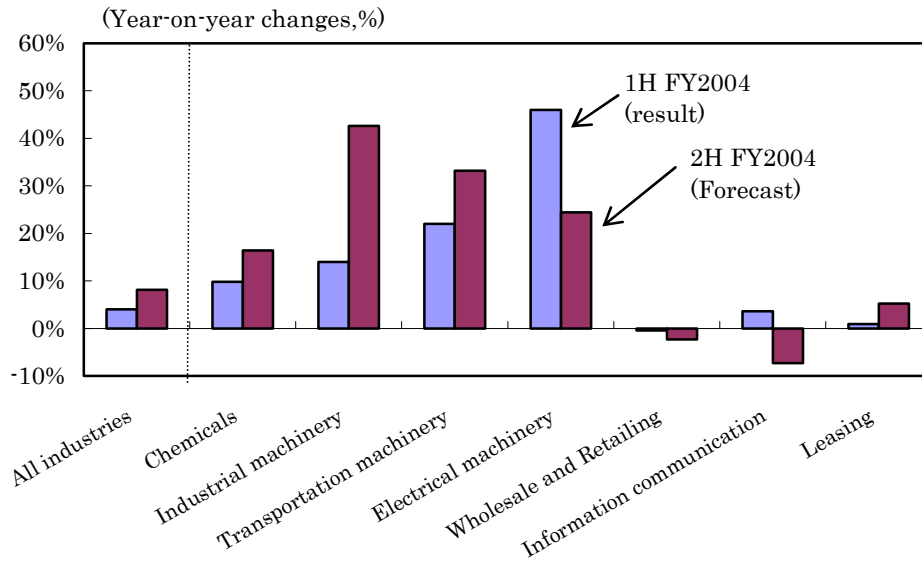 (Year-on-year changes,%)
60%
50%
40%
30%
20%
10%
0%
-10%
1H FY2004
(result)
2H FY2004
(Forecast)
All industries
Chemicals
Industrial machinery
Transportation machinery
Electrical machinery
Wholesale and Retailing
Information communication
Leasing